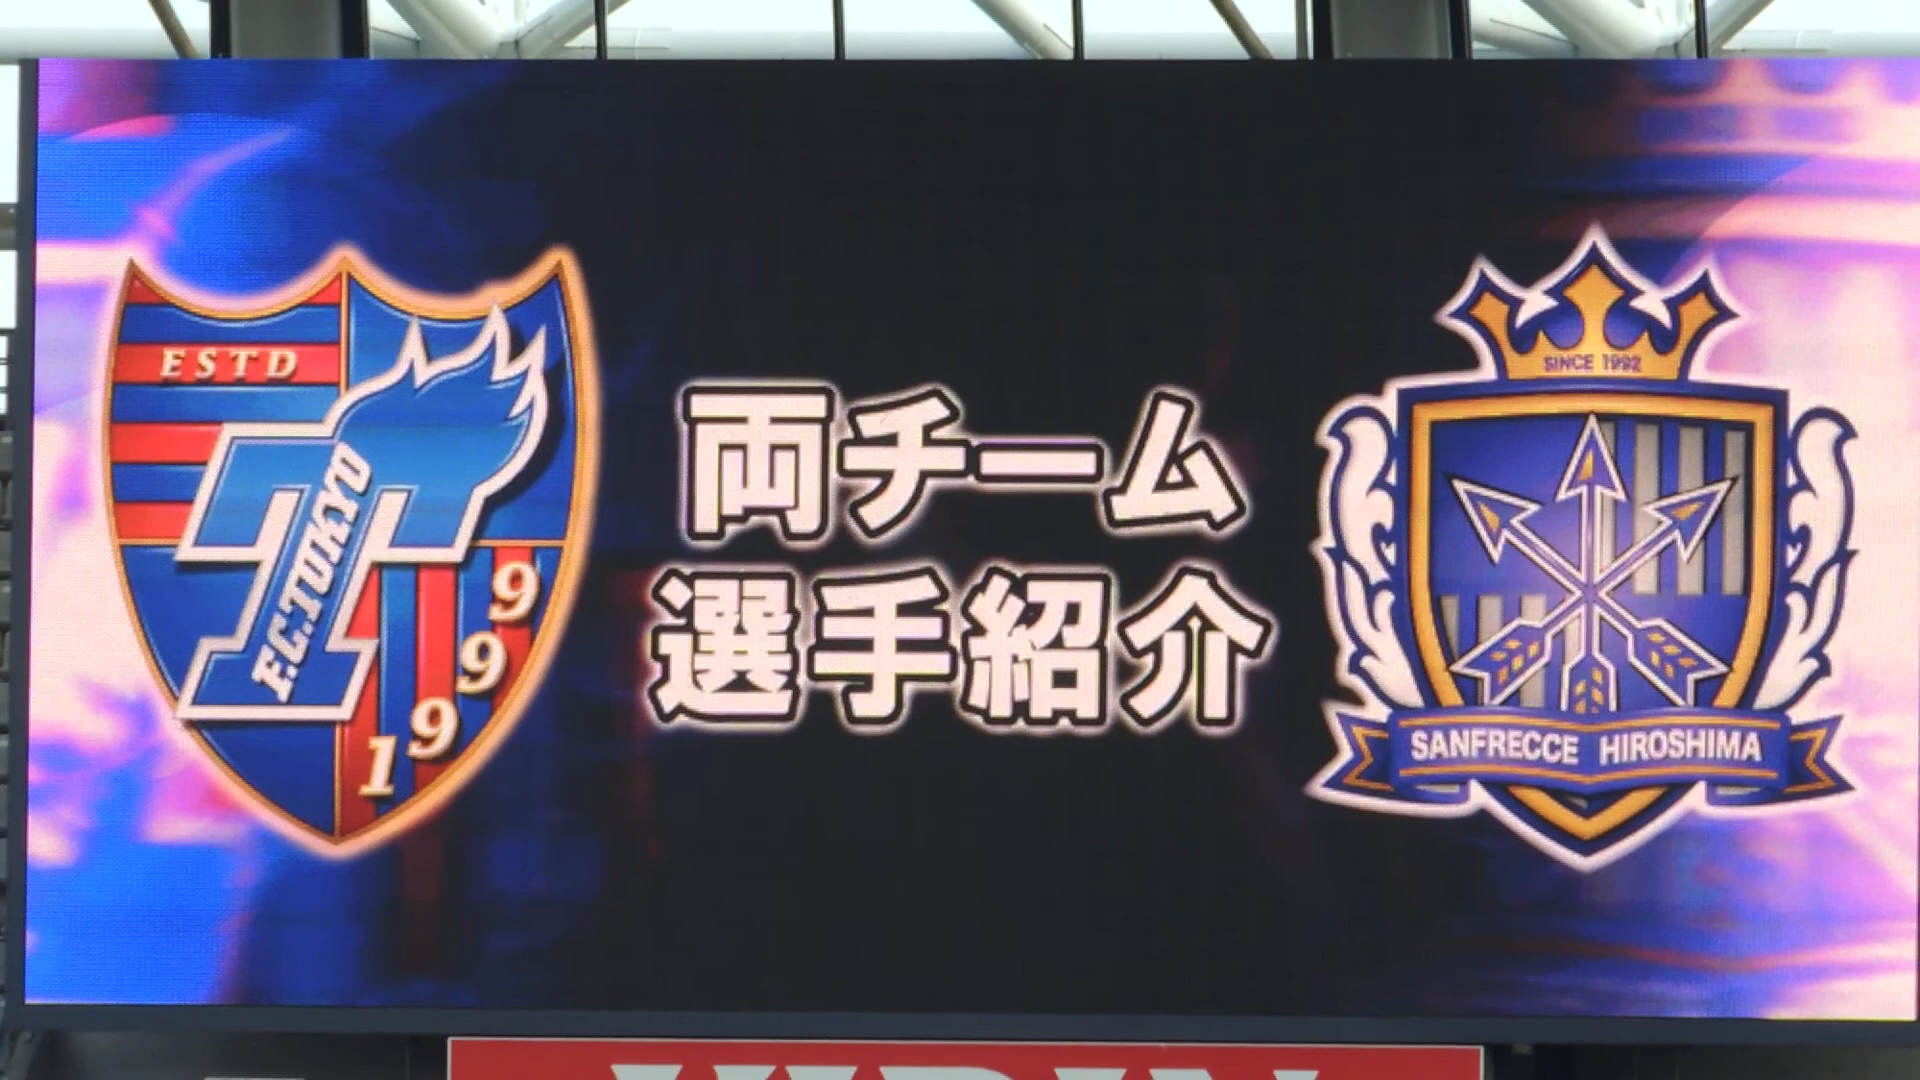 ESTD
F.C.TOKYO
1999
両チーム
選手紹介
SINCE 1992
SANFRECCE HIROSHIMA